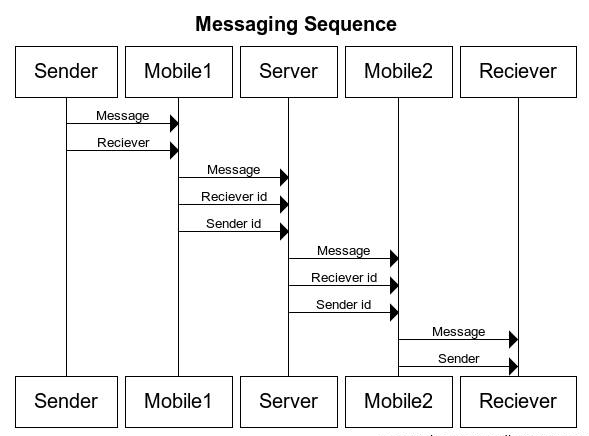 Messaging Sequence
Sender Mobile1 Server Mobile2 Reciever
Message
Reciever
Message
Reciever id
Sender id
Message
Reciever id
Sender id
Message
Sender
Sender Mobile1 Server Mobile2 Reciever